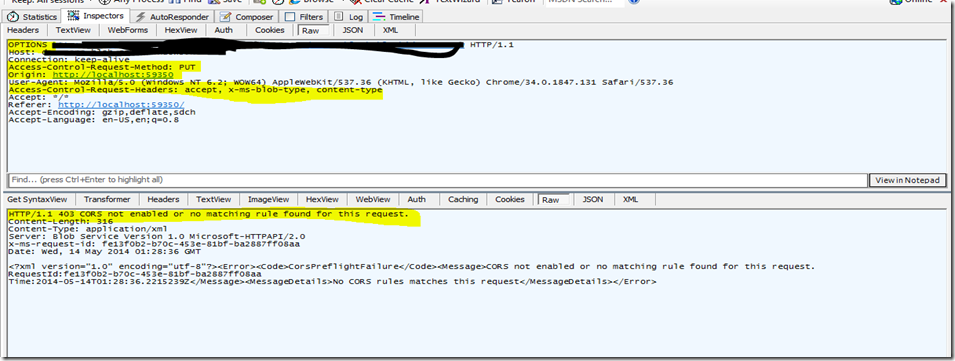 Keep: All sessions Any Process Find Save Browse Clear Cache TextWizard Tearoff MSDN Search... Online
Statistics Inspectors AutoResponder Composer Filters Log Timeline
Headers TextView WebForms HexView Auth Cookies Raw JSON XML
OPTIONS HTTP/1.1
Host:
Connection: keep-alive
Access-Control-Request-Method: PUT
Origin: http://localhost:59350
User-Agent: Mozilla/5.0 (Windows NT 6.2; WOW64) AppleWebKit/537.36 (KHTML, like Gecko) Chrome/34.0.1847.131 Safari/537.36
Access-Control-Request-Headers: accept, x-ms-blob-type, content-type
Accept: */*
Referer: http://localhost:59350/
Accept-Encoding: gzip,deflate,sdch
Accept-Language: en-US,en;q=0.8
Find... (press Ctrl+Enter to highlight all) View in Notepad
Get SyntaxView Transformer Headers TextView ImageView HexView WebView Auth Caching Cookies Raw JSON XML
HTTP/1.1 403 CORS not enabled or no matching rule found for this request.
Content-Length: 316
Content-Type: application/xml
Server: Blob Service Version 1.0 Microsoft-HTTPAPI/2.0
x-ms-request-id: fe13f0b2-b70c-453e-81bf-ba2887ff08aa
Date: Wed, 14 May 2014 01:28:36 GMT
<?xml version="1.0" encoding="utf-8"?><Error><Code>CorsPreflightFailure</Code><Message>CORS not enabled or no matching rule found for this request.
RequestId:fe13f0b2-b70c-453e-81bf-ba2887ff08aa
Time:2014-05-14T01:28:36.2215239Z</Message><MessageDetails>No CORS rules matches this request</MessageDetails></Error>